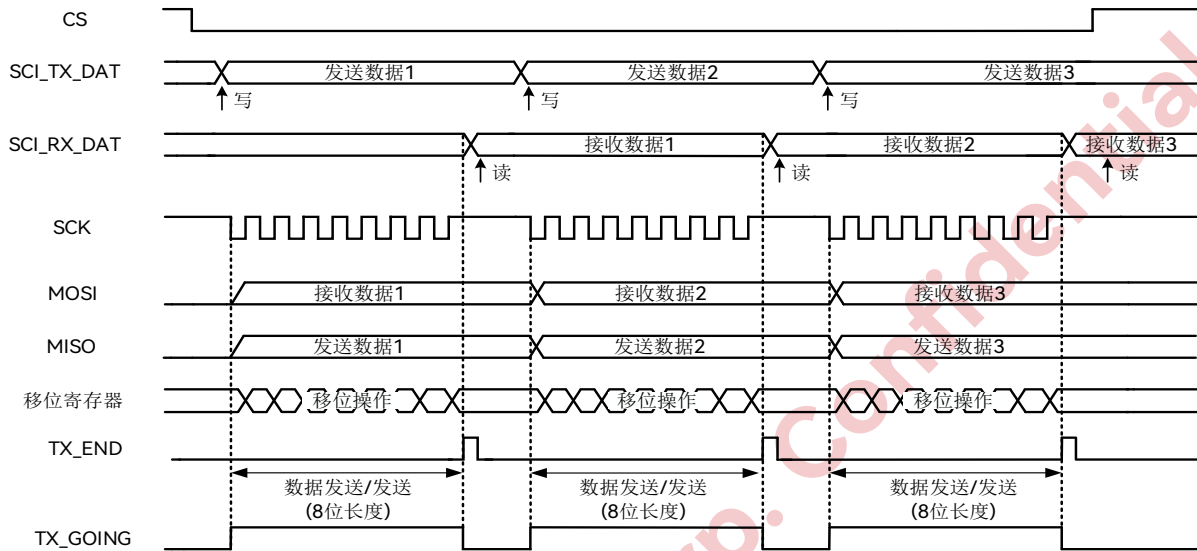 CS
SCI_TX_DAT
发送数据1
发送数据2
发送数据3
写
写
写
SCI_RX_DAT
接收数据1
接收数据2
接收数据3
读
读
读
SCK
MOSI
接收数据1
接收数据2
接收数据3
MISO
发送数据1
发送数据2
发送数据3
移位寄存器
移位操作
移位操作
移位操作
TX_END
数据发送/发送
(8位长度)
数据发送/发送
(8位长度)
数据发送/发送
(8位长度)
TX_GOING
rp. Confidential